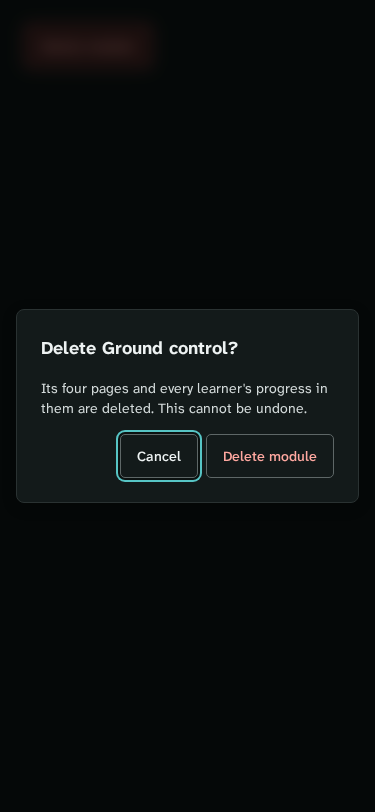 Delete Ground control?
Its four pages and every learner's progress in
them are deleted. This cannot be undone.
Cancel
Delete module